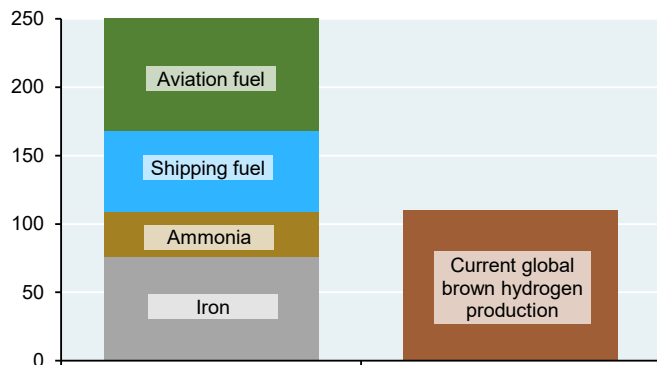 250
200
150
100
50
0
Aviation fuel
Shipping fuel
Ammonia
Iron
Current global
brown hydrogen
production